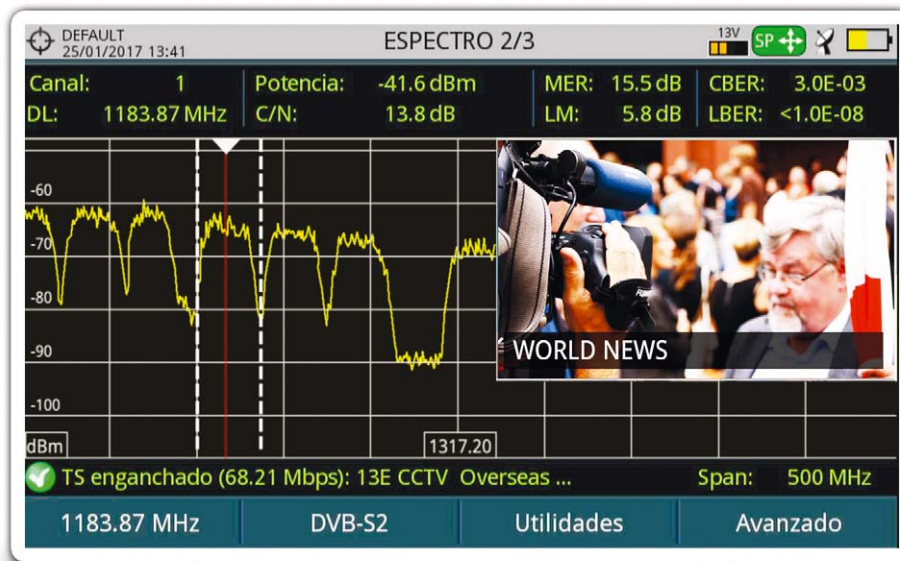 DEFAULT
25/01/2017 13:41
ESPECTRO 2/3
13V
SP
Canal: 1 Potencia: -41.6 dBm MER: 15.5 dB CBER: 3.0E-03
DL: 1183.87 MHz C/N: 13.8 dB LM: 5.8 dB LBER: <1.0E-08
-60
-70
-80
-90
-100
dBm
1317.20
WORLD NEWS
TS enganchado (68.21 Mbps): 13E CCTV Overseas ... Span: 500 MHz
1183.87 MHz DVB-S2 Utilidades Avanzado